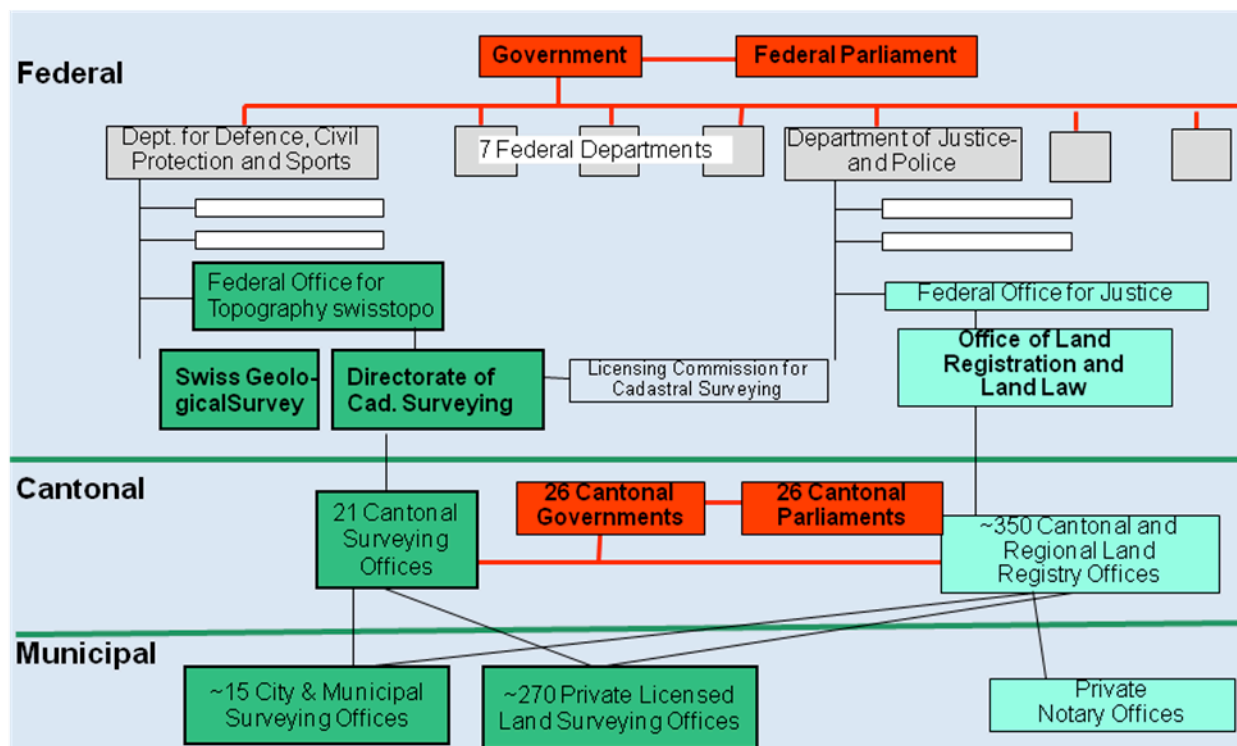 Federal
Government
Federal Parliament
Dept. for Defence, Civil
Protection and Sports
7 Federal Departments
Department of Justice-
and Police
Federal Office for
Topography swisstopo
Federal Office for Justice
Swiss Geolo-
gicalSurvey
Directorate of
Cad. Surveying
Licensing Commission for
Cadastral Surveying
Office of Land
Registration and
Land Law
Cantonal
21 Cantonal
Surveying
Offices
26 Cantonal
Governments
26 Cantonal
Parliaments
~350 Cantonal and
Regional Land
Registry Offices
Municipal
~15 City & Municipal
Surveying Offices
~270 Private Licensed
Land Surveying Offices
Private
Notary Offices